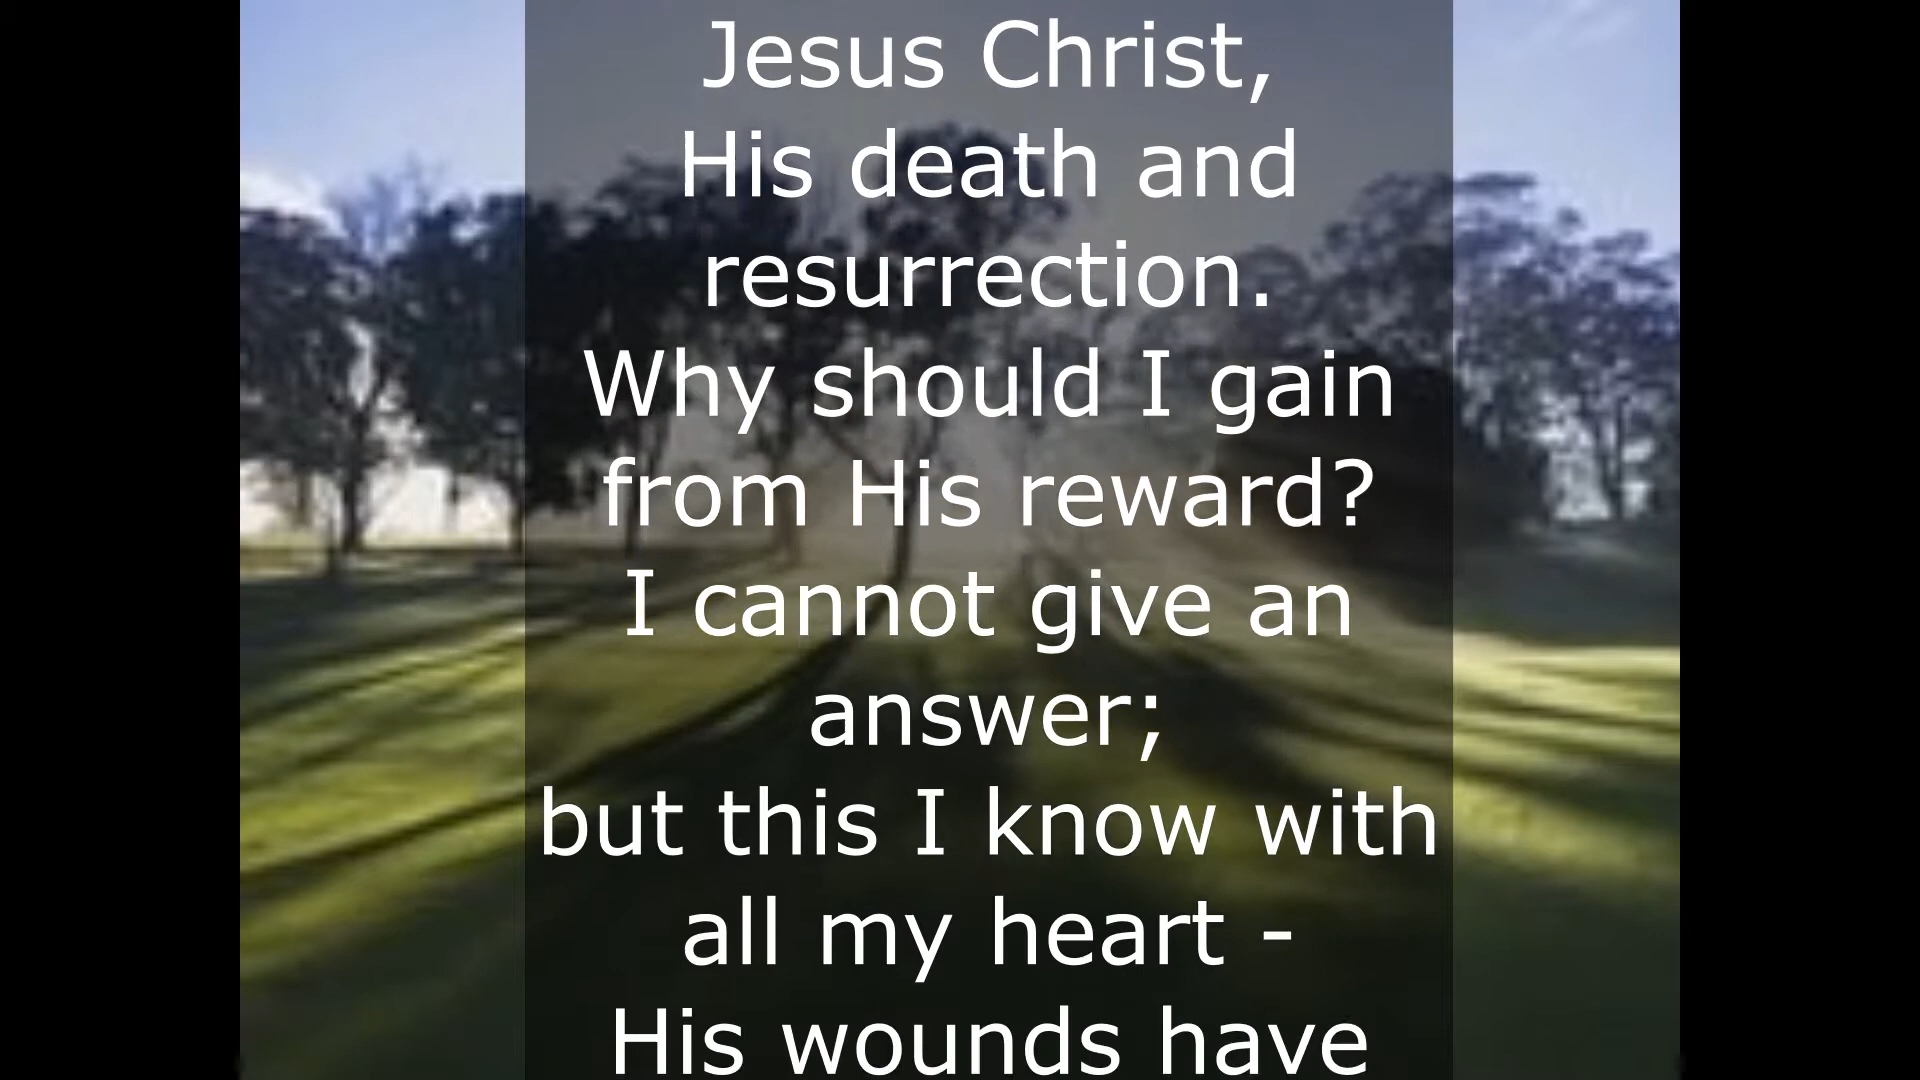 Jesus Christ,
His death and
resurrection.
Why should I gain
from His reward?
I cannot give an
answer;
but this I know with
all my heart -
His wounds have